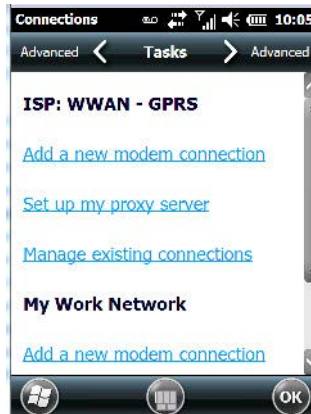 Connections 10:05
Advanced Tasks Advanced
ISP: WWAN - GPRS
Add a new modem connection
Set up my proxy server
Manage existing connections
My Work Network
Add a new modem connection
OK